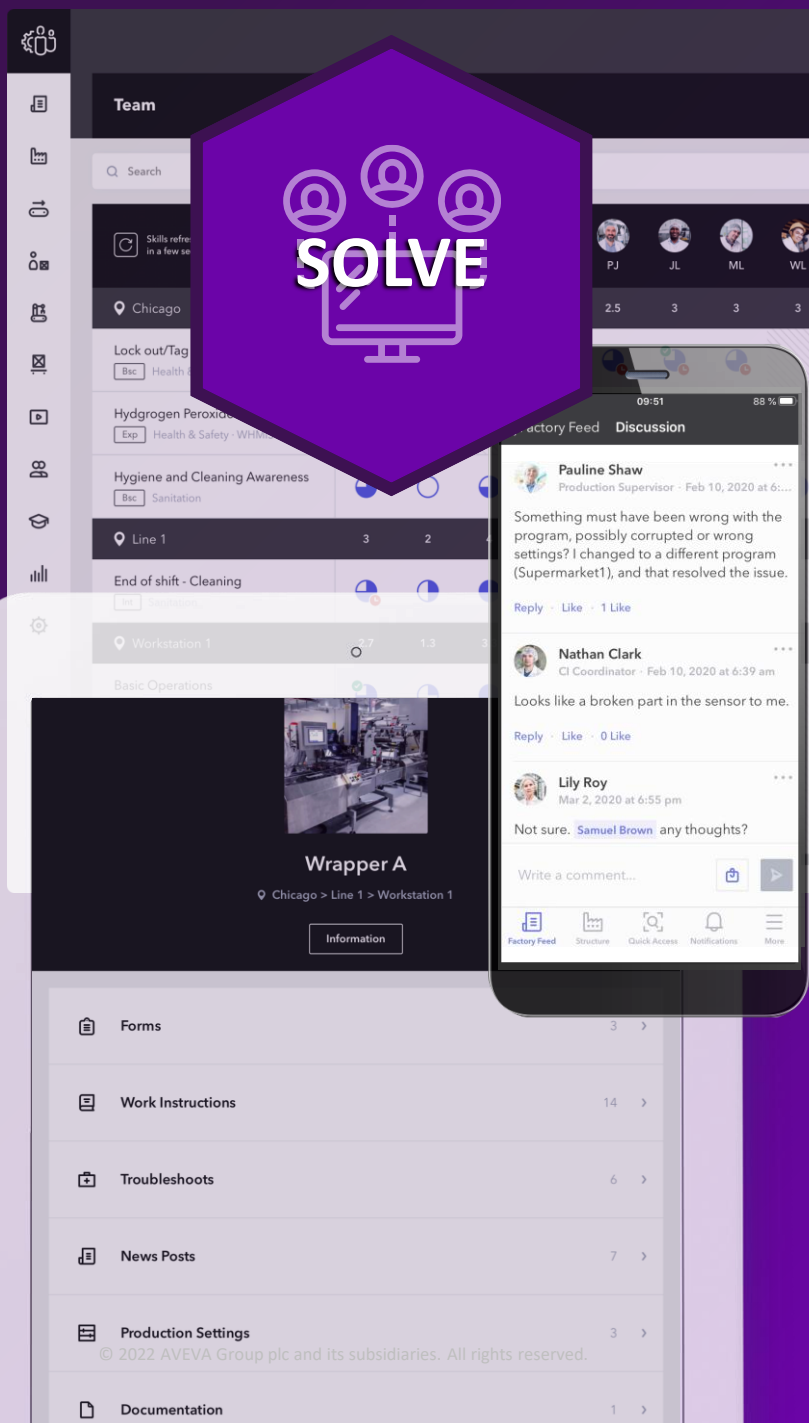 Team
Search
SOLVE
Skills
in a few
PJ
JL
ML
WL
Chicago
2.5
3
3
3
Lock out/Tag
Bsc
Health
Hydgrogen
Exp
Health & Safety
Hygiene and Cleaning Awareness
Bsc
Sanitation
Line 1
3
2
End of shift - Cleaning
Workstation 1
2.7
1.3
Basic Operations
09:51
88 %
Feed
Discussion
Pauline Shaw
Production Supervisor · Feb 10, 2020 at 6:...
Something must have been wrong with the
program, possibly corrupted or wrong
settings? I changed to a different program
(Supermarket1), and that resolved the issue.
Reply · Like · 1 Like
Nathan Clark
CI Coordinator · Feb 10, 2020 at 6:39 am
Looks like a broken part in the sensor to me.
Reply · Like · 0 Like
Lily Roy
Mar 2, 2020 at 6:55 pm
Not sure. Samuel Brown any thoughts?
Write a comment...
Factory Feed
Structure
Quick Access
Notifications
More
Wrapper A
Chicago > Line 1 > Workstation 1
Information
Forms
3
Work Instructions
14
Troubleshoots
6
News Posts
7
Production Settings
3
© 2022 AVEVA Group plc and its subsidiaries. All rights reserved.
Documentation
1